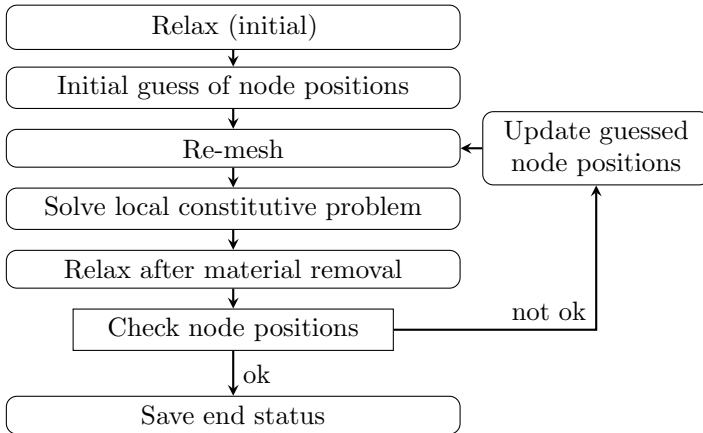 Relax (initial)
Initial guess of node positions
Re-mesh
Update guessed
node positions
Solve local constitutive problem
Relax after material removal
Check node positions
not ok
ok
Save end status